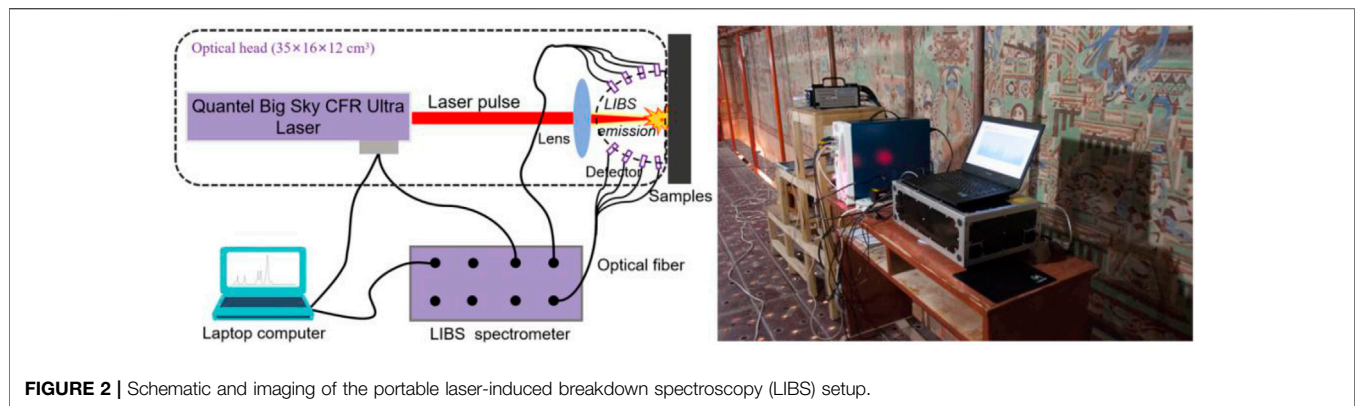 Optical head (35×16×12 cm³)
Quantel Big Sky CFR Ultra
Laser
Laser pulse
Lens
LIBS
emission
Detector
Samples
Optical fiber
Laptop computer
LIBS spectrometer
FIGURE 2 | Schematic and imaging of the portable laser-induced breakdown spectroscopy (LIBS) setup.